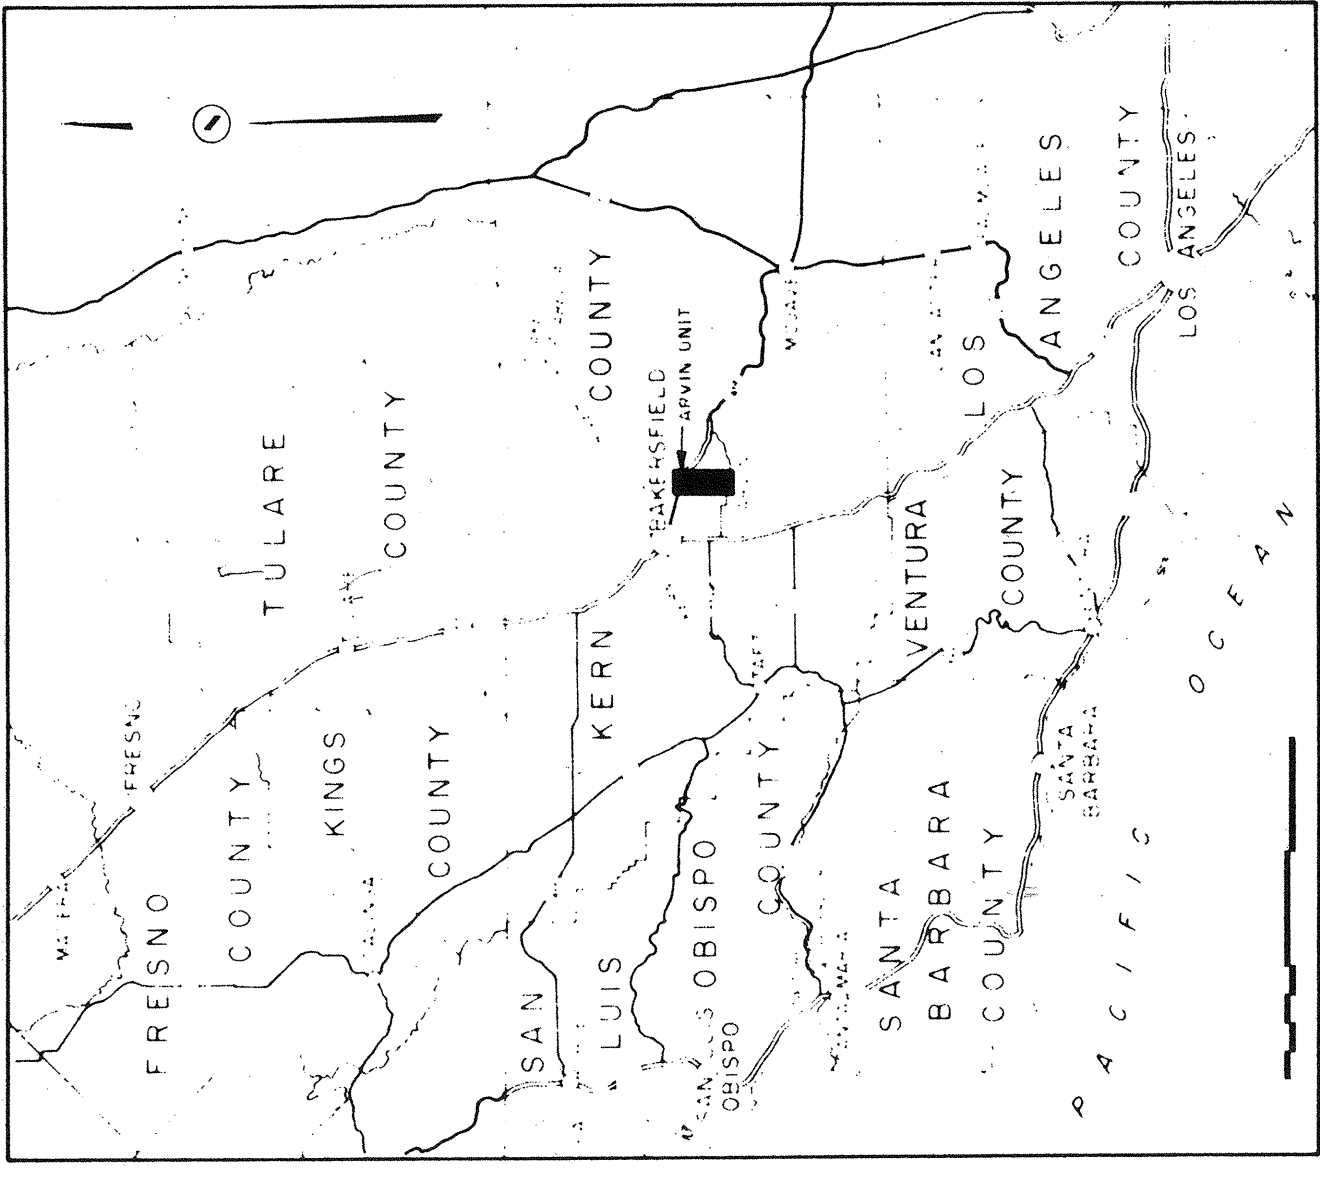 FRESNO
TULARE
COUNTY
FRESNO
COUNTY
KINGS
COUNTY
KERN
COUNTY
BAKERSFIELD
ARVIN UNIT
MOJAVE
TAFT
SAN
LUIS
OBISPO
COUNTY
SAN LUIS
OBISPO
SANTA
BARBARA
COUNTY
SANTA
BARBARA
VENTURA
COUNTY
LOS
ANGELES
COUNTY
LOS ANGELES
PACIFIC
OCEAN